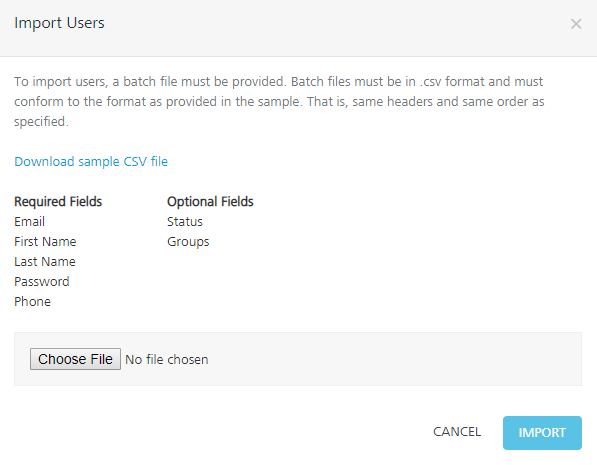 Import Users
To import users, a batch file must be provided. Batch files must be in .csv format and must
conform to the format as provided in the sample. That is, same headers and same order as
specified.
Download sample CSV file
Required Fields Optional Fields
Email Status
First Name Groups
Last Name
Password
Phone
Choose File No file chosen
CANCEL IMPORT